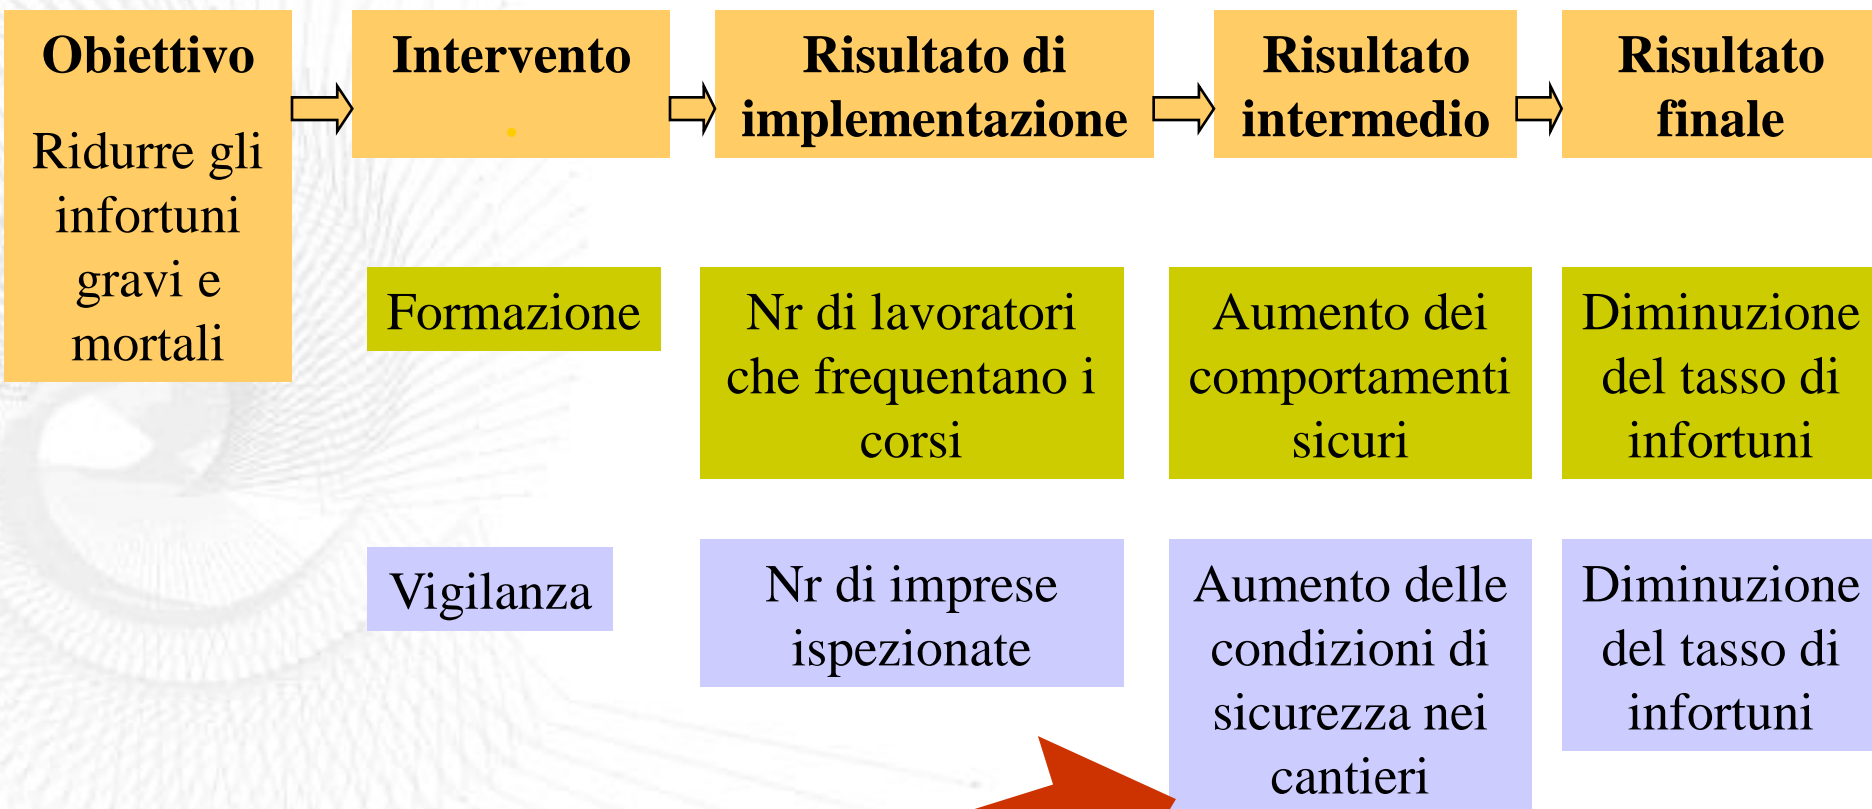 Obiettivo
Ridurre gli
infortuni
gravi e
mortali
Intervento
.
Risultato di
implementazione
Risultato
intermedio
Risultato
finale
Formazione
Nr di lavoratori
che frequentano i
corsi
Aumento dei
comportamenti
sicuri
Diminuzione
del tasso di
infortuni
Vigilanza
Nr di imprese
ispezionate
Aumento delle
condizioni di
sicurezza nei
cantieri
Diminuzione
del tasso di
infortuni